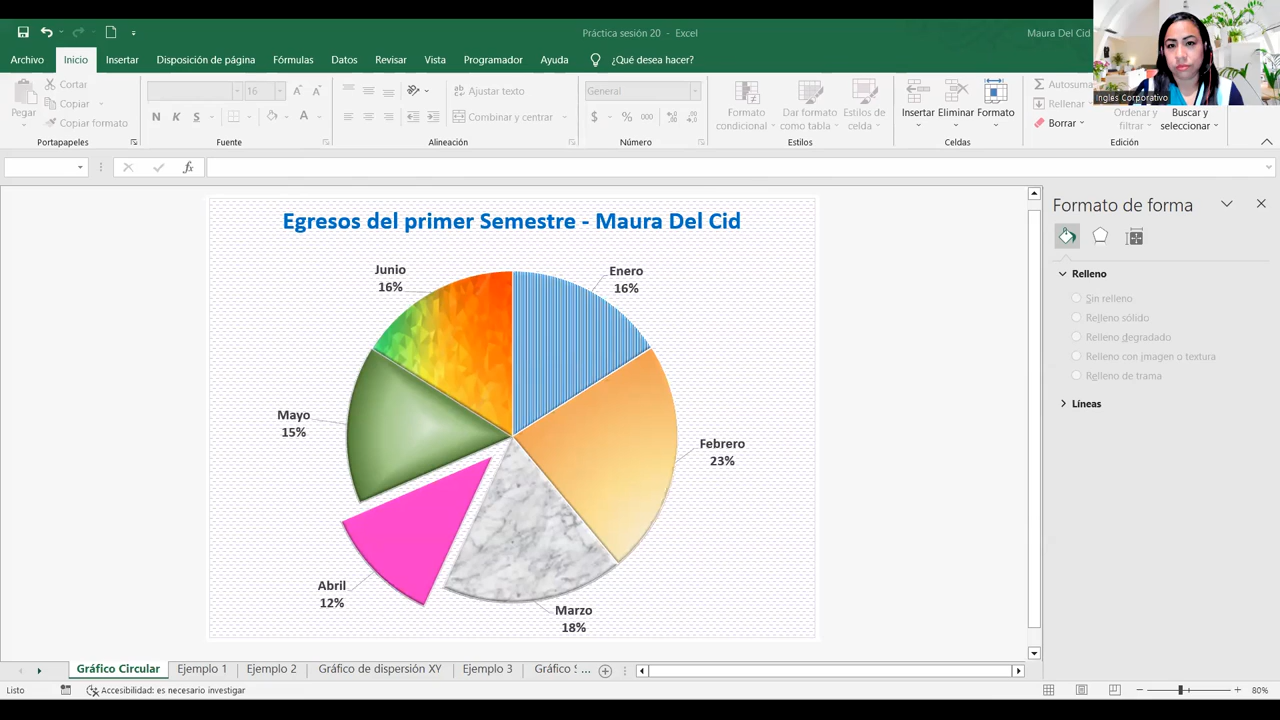 Práctica sesión 20 - Excel
Maura Del Cid
Archivo Inicio Insertar Disposición de página Fórmulas Datos Revisar Vista Programador Ayuda ¿Qué desea hacer?
Ingles Corporativo
Pegar
Cortar
Copiar
Copiar formato
Portapapeles
16
N K S
Fuente
Ajustar texto
Combinar y centrar
Alineación
General
$ % 000
Número
Formato condicional
Dar formato como tabla
Estilos de celda
Estilos
Insertar Eliminar Formato
Celdas
Autosuma
Rellenar
Borrar
Ordenar y filtrar
Buscar y seleccionar
Edición
fx
Egresos del primer Semestre - Maura Del Cid
Junio
16%
Enero
16%
Mayo
15%
Febrero
23%
Abril
12%
Marzo
18%
Formato de forma
Relleno
Sin relleno
Relleno sólido
Relleno degradado
Relleno con imagen o textura
Relleno de trama
Líneas
Gráfico Circular Ejemplo 1 Ejemplo 2 Gráfico de dispersión XY Ejemplo 3 Gráfico S ...
Listo Accesibilidad: es necesario investigar 80%